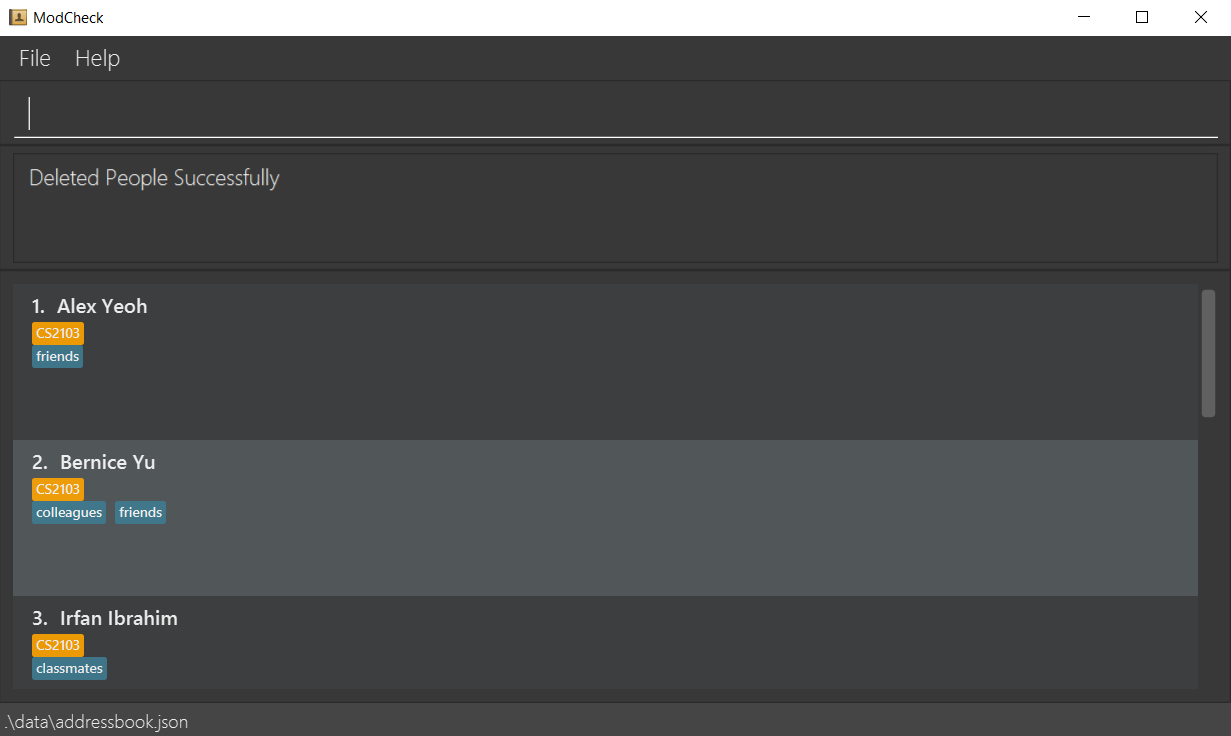 ModCheck
File Help
Deleted People Successfully
1. Alex Yeoh
CS2103
friends
2. Bernice Yu
CS2103
colleagues friends
3. Irfan Ibrahim
CS2103
classmates
.\data\addressbook.json